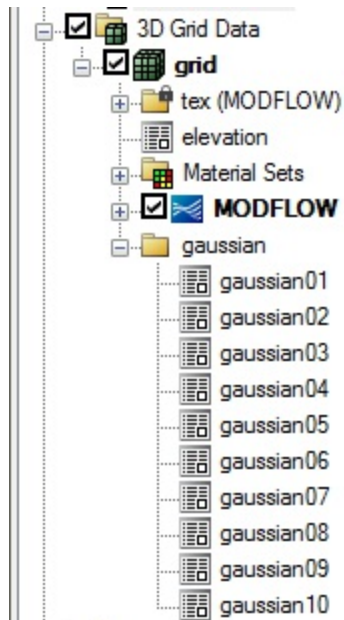 3D Grid Data
grid
tex (MODFLOW)
elevation
Material Sets
MODFLOW
gaussian
gaussian01
gaussian02
gaussian03
gaussian04
gaussian05
gaussian06
gaussian07
gaussian08
gaussian09
gaussian10